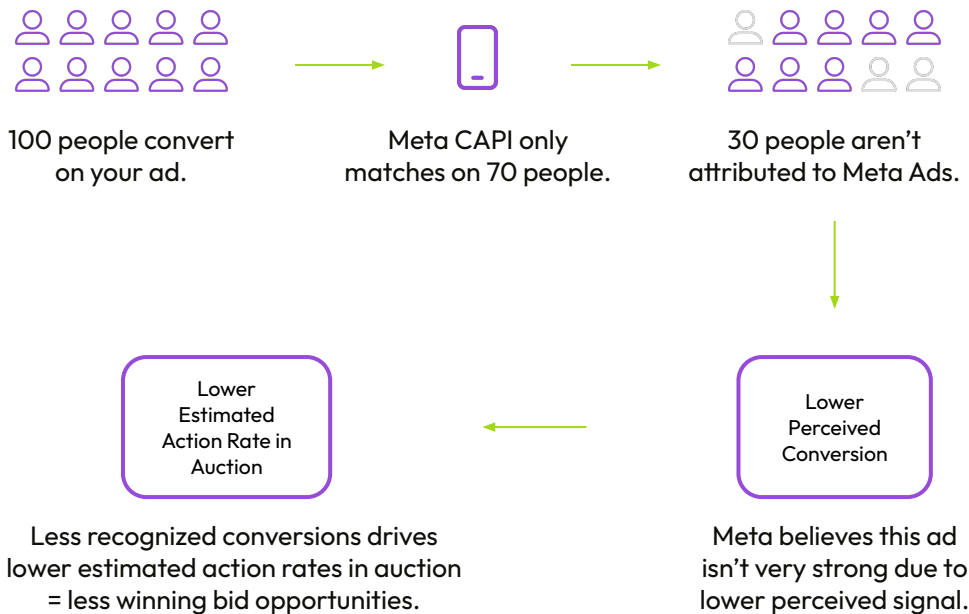 100 people convert
on your ad.
Meta CAPI only
matches on 70 people.
30 people aren’t
attributed to Meta Ads.
Lower
Perceived
Conversion
Meta believes this ad
isn’t very strong due to
lower perceived signal.
Lower
Estimated
Action Rate in
Auction
Less recognized conversions drives
lower estimated action rates in auction
= less winning bid opportunities.